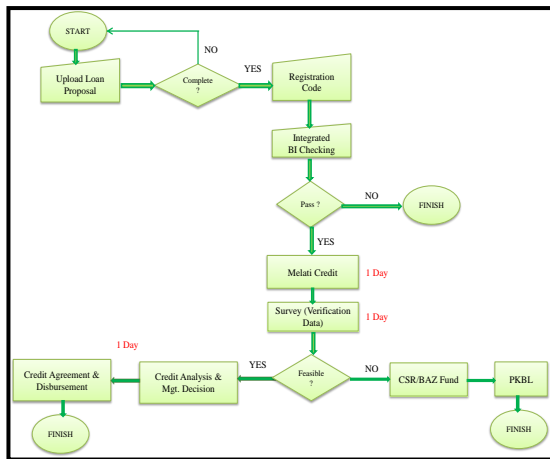 START
NO
Upload Loan
Proposal
Complete
?
YES
Registration
Code
Integrated
BI Checking
Pass ?
NO
FINISH
YES
Melati Credit
1 Day
Survey (Verification
Data)
1 Day
1 Day
Credit Agreement &
Disbursement
Credit Analysis &
Mgt. Decision
YES
Feasible
?
NO
CSR/BAZ Fund
PKBL
FINISH
FINISH